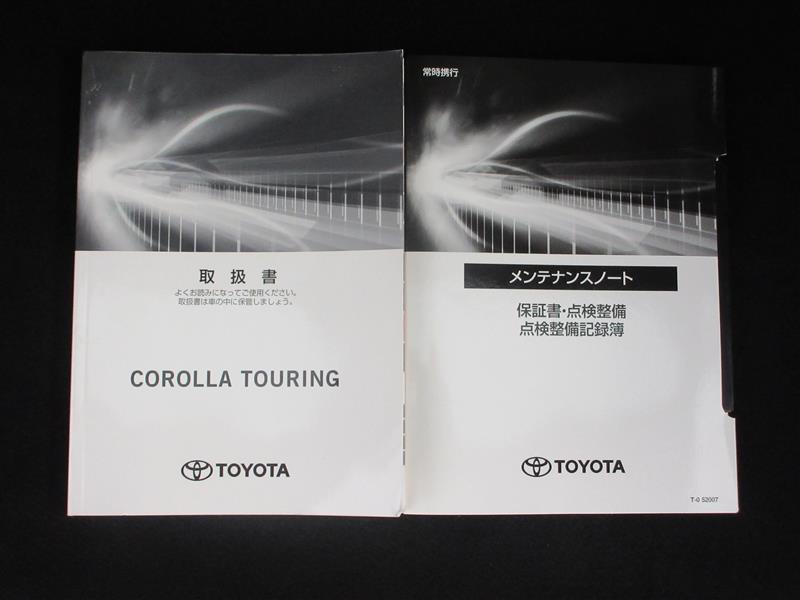 取扱書
よくお読みになってご使用ください。
取扱書は車の中に保管しましょう。
COROLLA TOURING
TOYOTA
常時携行
メンテナンスノート
保証書・点検整備
点検整備記録簿
TOYOTA
T-0 52007